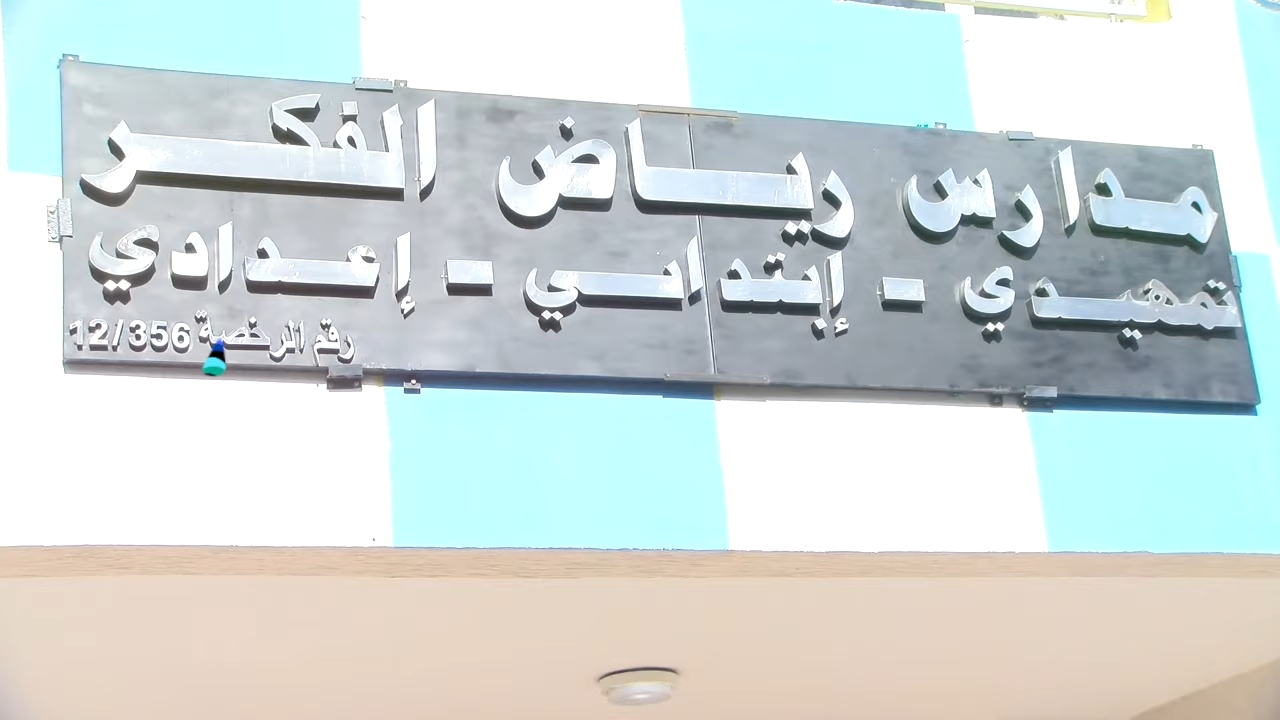 مدارس رياض الفكر
تمهيدي - إبتدائي - إعدادي
رقم الرخصة 12/356